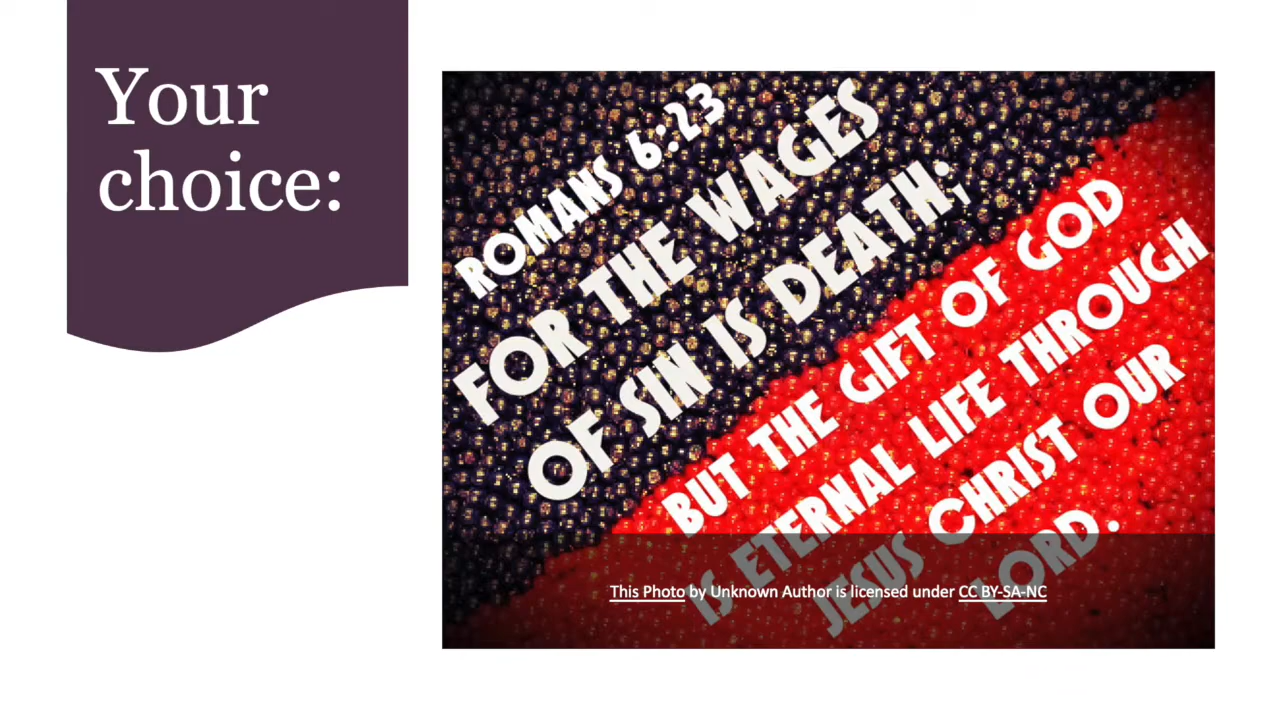 Your
choice:
ROMANS 6:23
FOR THE WAGES
OF SIN IS DEATH;
BUT THE GIFT OF GOD
IS ETERNAL LIFE THROUGH
JESUS CHRIST OUR
LORD.
This Photo by Unknown Author is licensed under CC BY-SA-NC